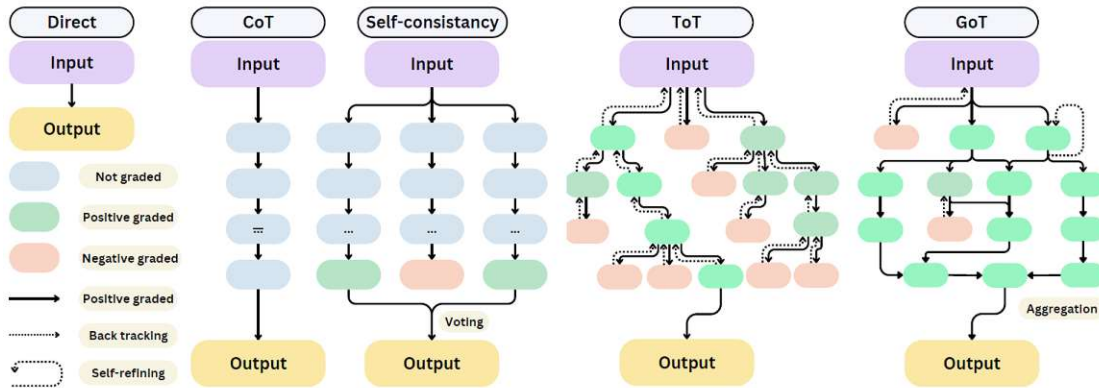 Direct
Input
Output
Not graded
Positive graded
Negative graded
Positive graded
Back tracking
Self-refining
CoT
Input
Output
Self-consistancy
Input
...
...
...
Voting
Output
ToT
Input
Output
GoT
Input
Aggregation
Output